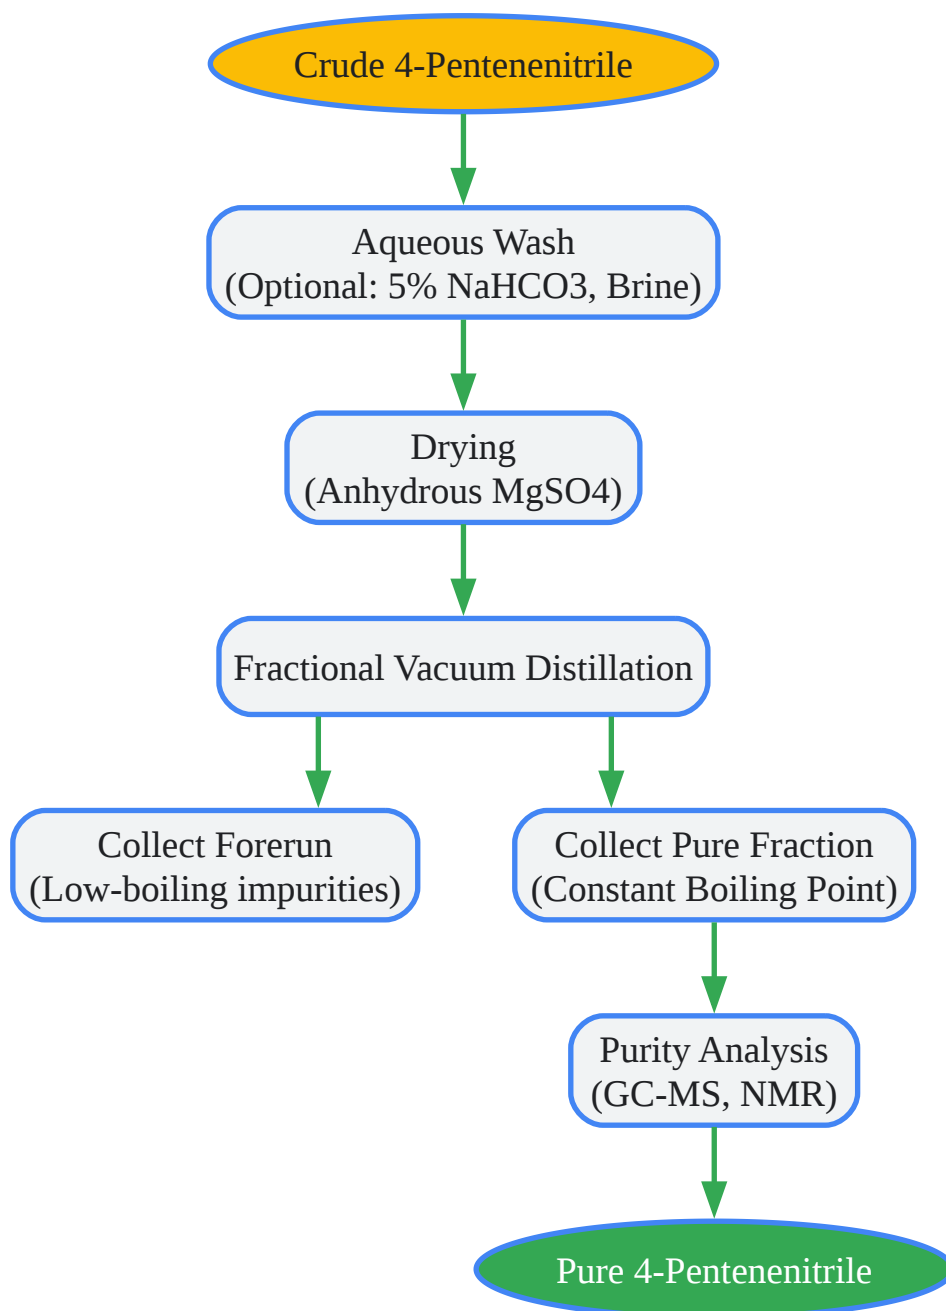 Crude 4-Pentenenitrile
Aqueous Wash
(Optional: 5% NaHCO3, Brine)
Drying
(Anhydrous MgSO4)
Fractional Vacuum Distillation
Collect Forerun
(Low-boiling impurities)
Collect Pure Fraction
(Constant Boiling Point)
Purity Analysis
(GC-MS, NMR)
Pure 4-Pentenenitrile